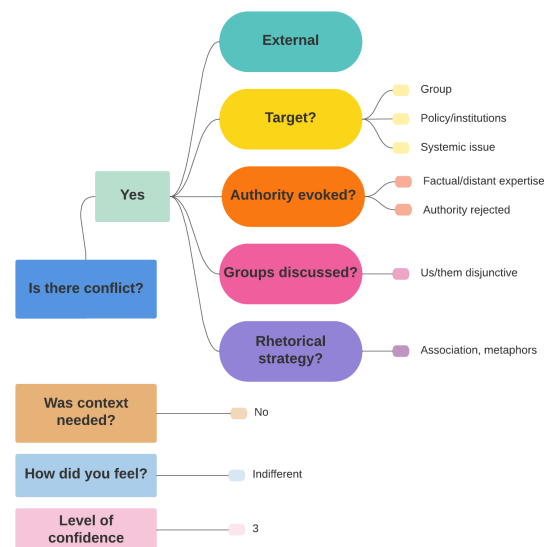 External
Target?
Group
Policy/institutions
Systemic issue
Yes
Authority evoked?
Factual/distant expertise
Authority rejected
Is there conflict?
Groups discussed?
Us/them disjunctive
Rhetorical
strategy?
Association, metaphors
Was context
needed?
No
How did you feel?
Indifferent
Level of
confidence
3